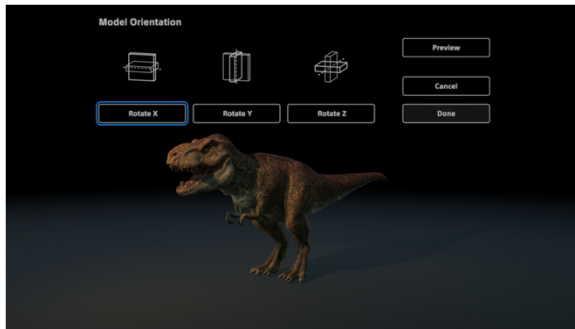 Model Orientation
Preview
Cancel
Rotate X
Rotate Y
Rotate Z
Done